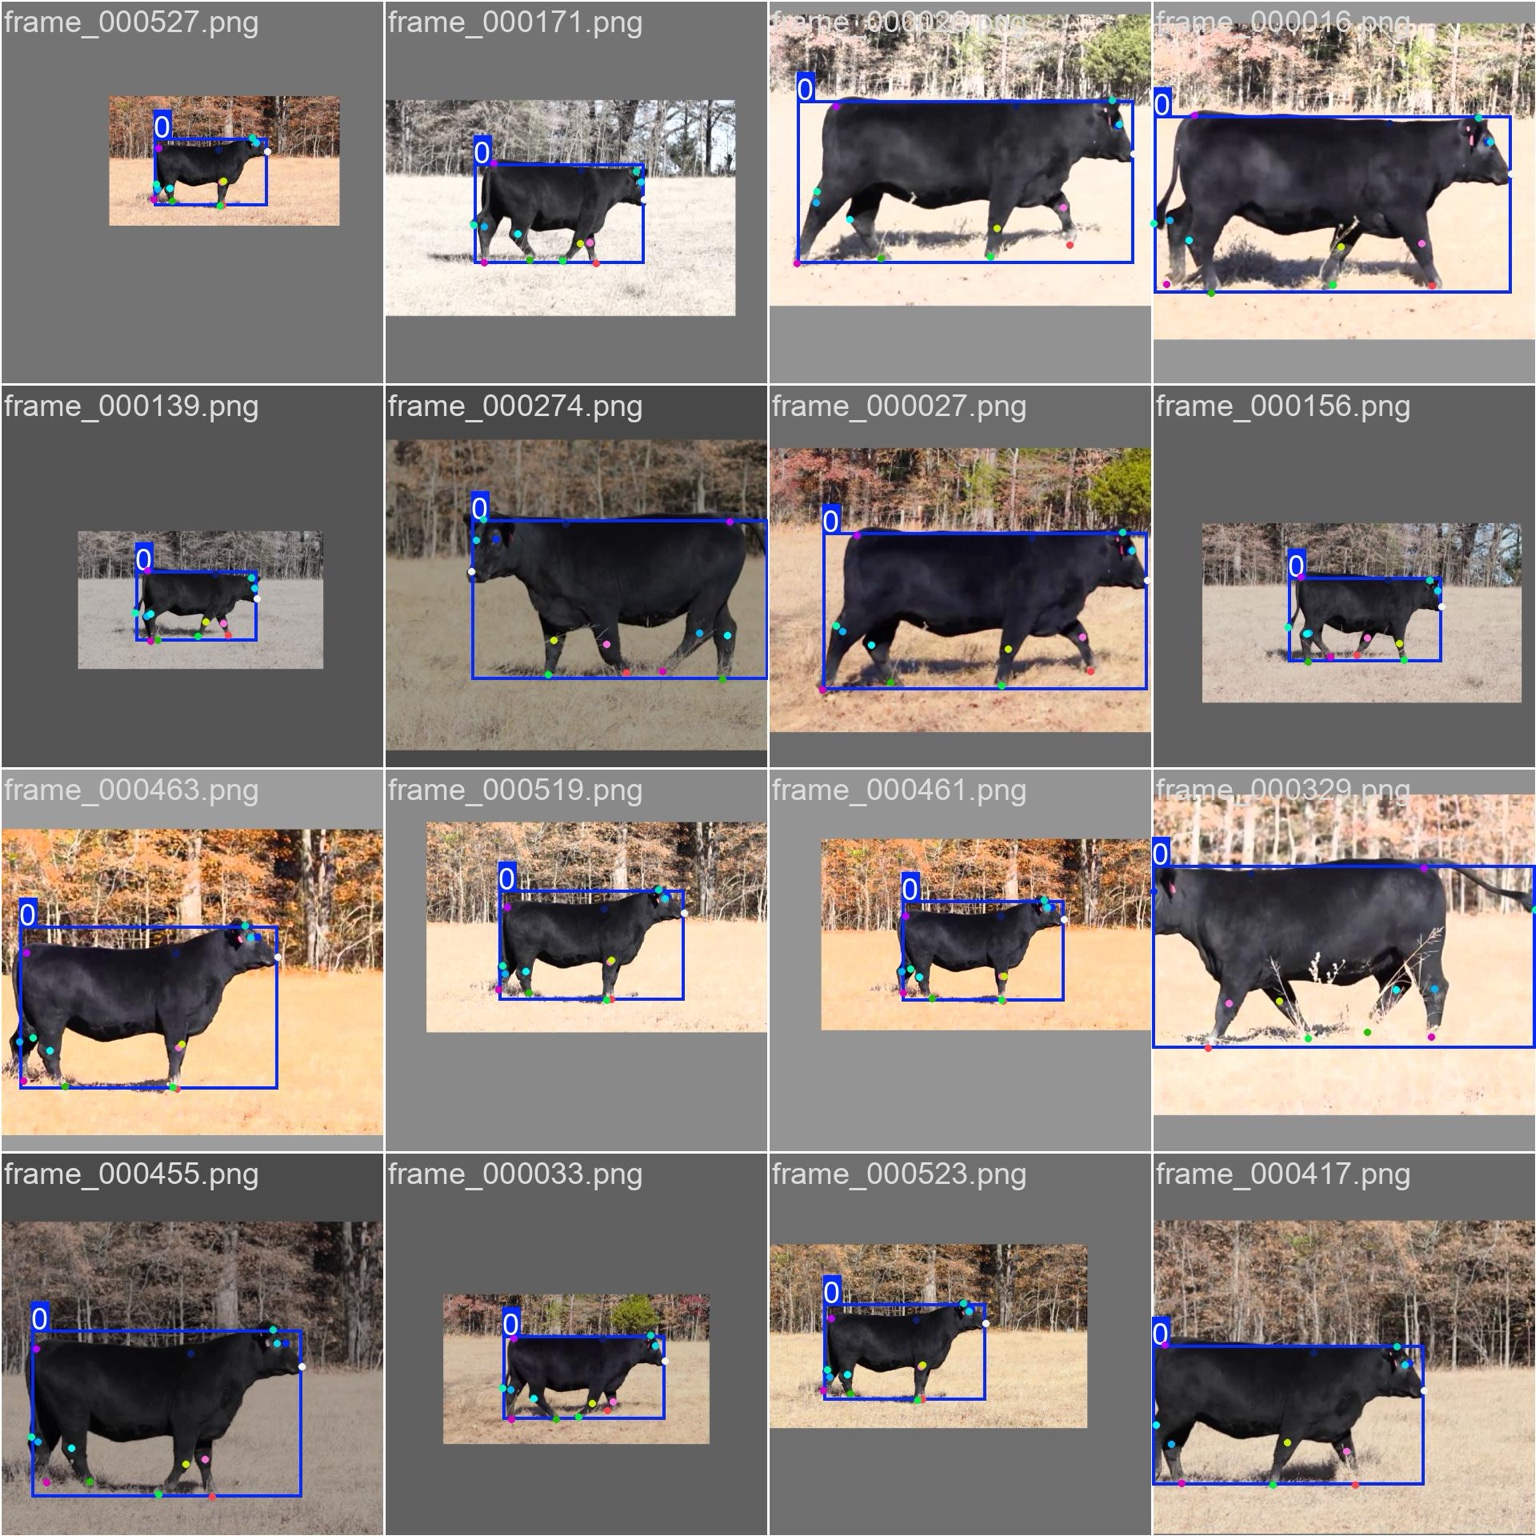 frame_000527.png
frame_000171.png
frame_000029.png
frame_000016.png
0
0
0
0
frame_000139.png
frame_000274.png
frame_000027.png
frame_000156.png
0
0
0
0
frame_000463.png
frame_000519.png
frame_000461.png
frame_000329.png
0
0
0
0
frame_000455.png
frame_000033.png
frame_000523.png
frame_000417.png
0
0
0
0